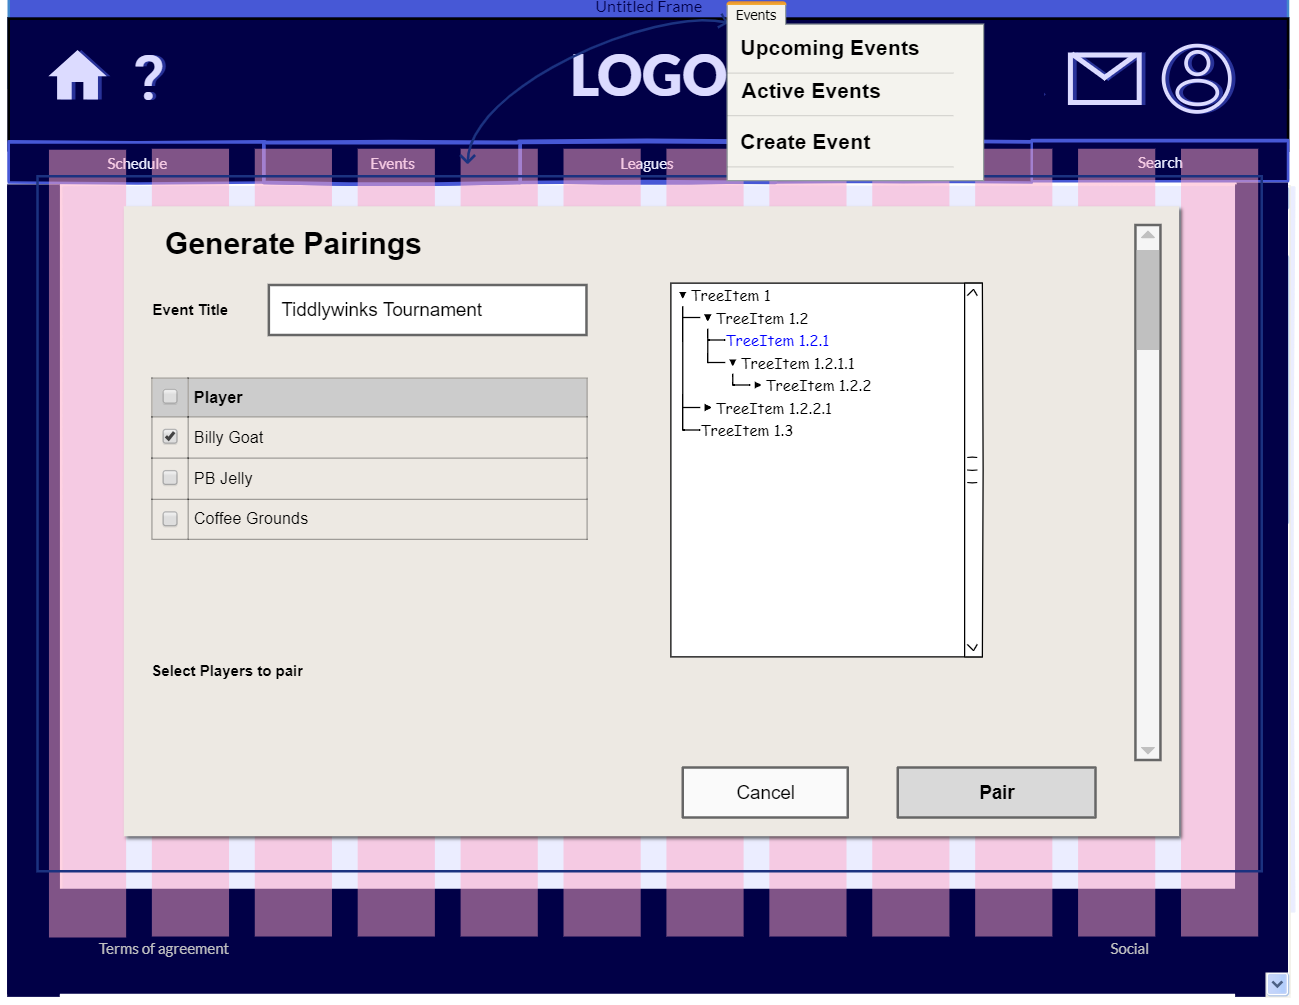 Untitled Frame
Events
Upcoming Events
Active Events
Create Event
?
LOGO
Schedule
Events
Leagues
Search
Generate Pairings
Event Title
Tiddlywinks Tournament
Player
Billy Goat
PB Jelly
Coffee Grounds
Select Players to pair
TreeItem 1
TreeItem 1.2
TreeItem 1.2.1
TreeItem 1.2.1.1
TreeItem 1.2.2
TreeItem 1.2.2.1
TreeItem 1.3
Cancel
Pair
Terms of agreement
Social